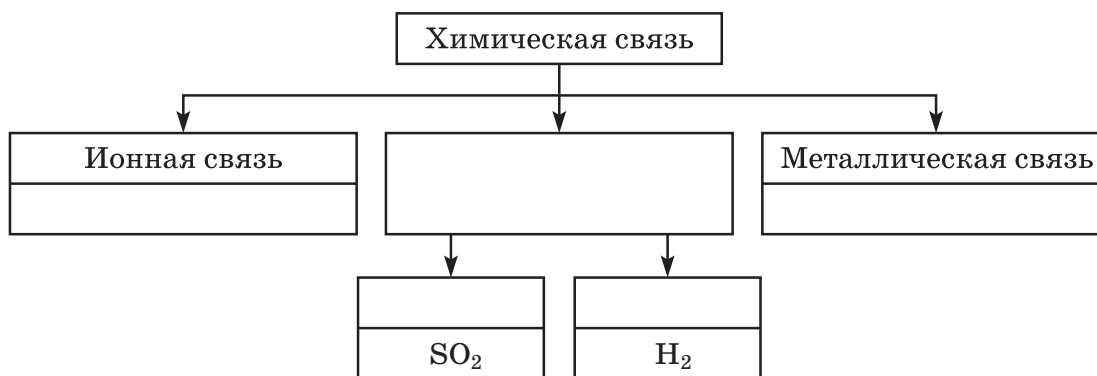 Химическая связь
Ионная связь
Металлическая связь
SO₂
H₂